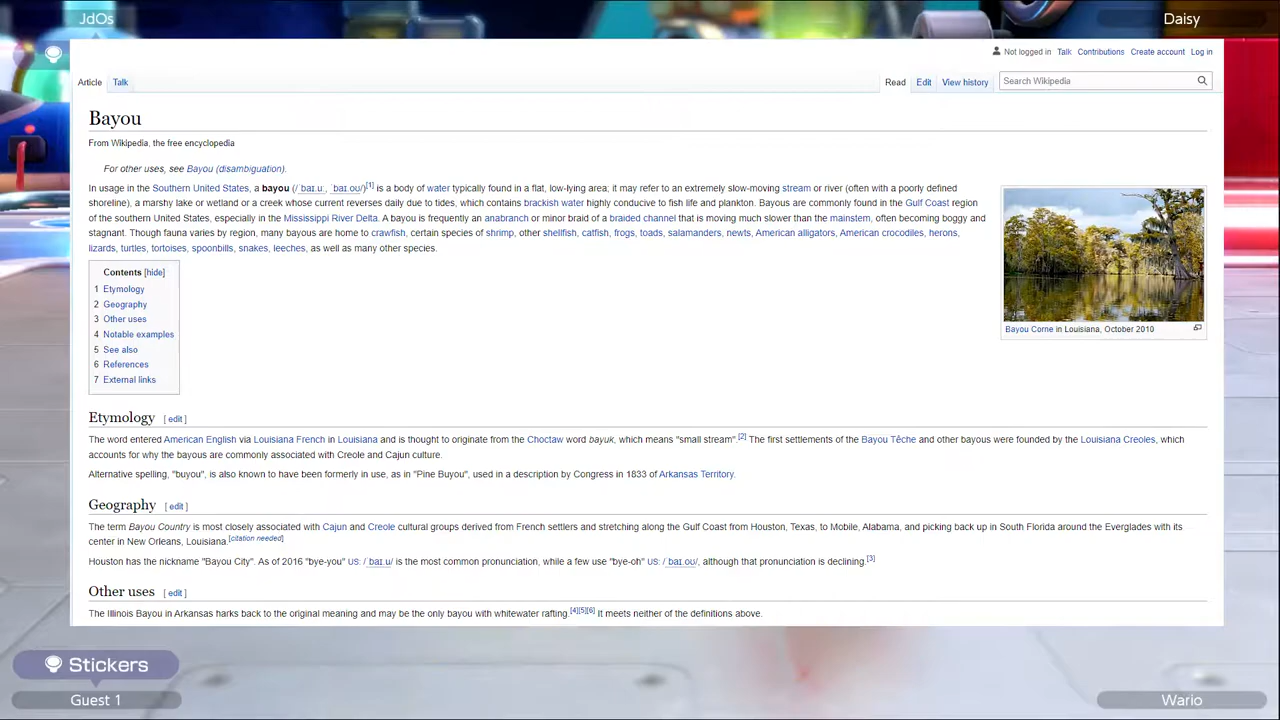 JdOs
Daisy
Not logged in Talk Contributions Create account Log in
Article Talk Read Edit View history Search Wikipedia
Bayou
From Wikipedia, the free encyclopedia
For other uses, see Bayou (disambiguation).
In usage in the Southern United States, a bayou (/ˈbaɪ.uː, ˈbaɪ.oʊ/)[1] is a body of water typically found in a flat, low-lying area; it may refer to an extremely slow-moving stream or river (often with a poorly defined
shoreline), a marshy lake or wetland or a creek whose current reverses daily due to tides, which contains brackish water highly conducive to fish life and plankton. Bayous are commonly found in the Gulf Coast region
of the southern United States, especially in the Mississippi River Delta. A bayou is frequently an anabranch or minor braid of a braided channel that is moving much slower than the mainstem, often becoming boggy and
stagnant. Though fauna varies by region, many bayous are home to crawfish, certain species of shrimp, other shellfish, catfish, frogs, toads, salamanders, newts, American alligators, American crocodiles, herons,
lizards, turtles, tortoises, spoonbills, snakes, leeches, as well as many other species.
Bayou Corne in Louisiana, October 2010
Contents [hide]
1 Etymology
2 Geography
3 Other uses
4 Notable examples
5 See also
6 References
7 External links
Etymology [ edit ]
The word entered American English via Louisiana French in Louisiana and is thought to originate from the Choctaw word bayuk, which means "small stream" [2] The first settlements of the Bayou Têche and other bayous were founded by the Louisiana Creoles, which
accounts for why the bayous are commonly associated with Creole and Cajun culture.
Alternative spelling, "buyou", is also known to have been formerly in use, as in "Pine Buyou", used in a description by Congress in 1833 of Arkansas Territory.
Geography [ edit ]
The term Bayou Country is most closely associated with Cajun and Creole cultural groups derived from French settlers and stretching along the Gulf Coast from Houston, Texas, to Mobile, Alabama, and picking back up in South Florida around the Everglades with its
center in New Orleans, Louisiana.[citation needed]
Houston has the nickname "Bayou City". As of 2016 "bye-you" US: /ˈbaɪ.u/ is the most common pronunciation, while a few use "bye-oh" US: /ˈbaɪ.oʊ/, although that pronunciation is declining.[3]
Other uses [ edit ]
The Illinois Bayou in Arkansas harks back to the original meaning and may be the only bayou with whitewater rafting.[4][5][6] It meets neither of the definitions above.
Stickers
Guest 1
Wario